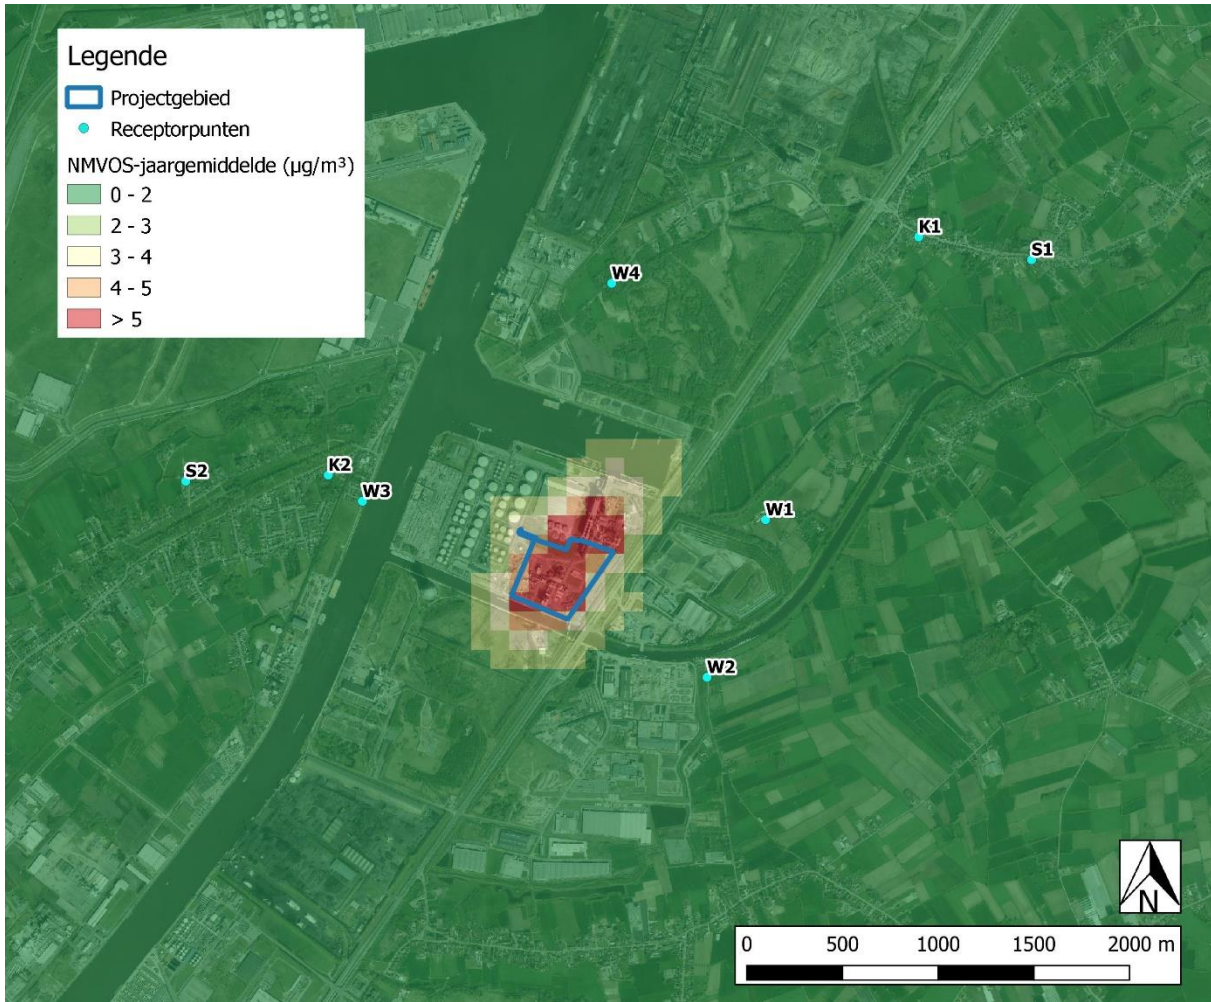 Legende
Projectgebied
Receptorpunten
NMVOS-jaargemiddelde (µg/m³)
0 - 2
2 - 3
3 - 4
4 - 5
> 5
K1
S1
W4
S2
K2
W3
W1
W2
N
0 500 1000 1500 2000 m